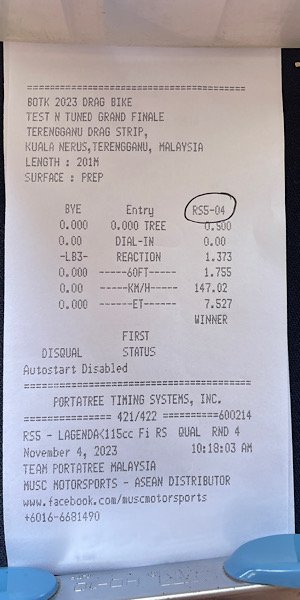 =====================================
BOTK 2023 DRAG BIKE
TEST N TUNED GRAND FINALE
TERENGGANU DRAG STRIP,
KUALA NERUS,TERENGGANU, MALAYSIA
LENGTH : 201M
SURFACE : PREP
BYE Entry RS5-04
0.000 0.000 TREE 0.500
0.00 DIAL-IN 0.00
-LB3- REACTION 1.373
0.000 ------60FT------ 1.755
0.00 ------KM/H------ 147.02
0.000 -------ET------- 7.527
WINNER
FIRST
DISQUAL STATUS
Autostart Disabled
=====================================
PORTATREE TIMING SYSTEMS, INC.
=============== 421/422 ==========600214
RS5 - LAGENDA<115cc Fi RS QUAL RND 4
November 4, 2023 10:18:03 AM
TEAM PORTATREE MALAYSIA
MUSC MOTORSPORTS - ASEAN DISTRIBUTOR
www.facebook.com/muscmotorsports
+6016-6681490